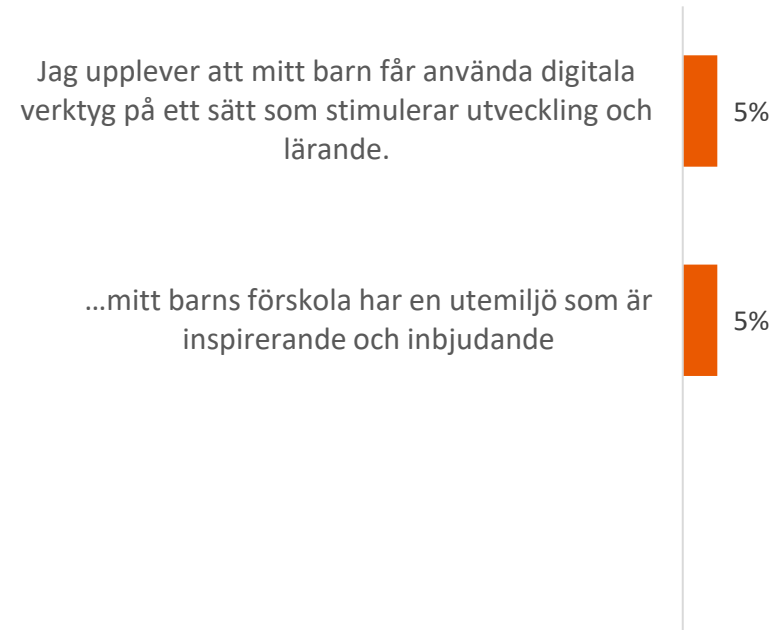 Jag upplever att mitt barn får använda digitala
verktyg på ett sätt som stimulerar utveckling och
lärande.
5%
…mitt barns förskola har en utemiljö som är
inspirerande och inbjudande
5%